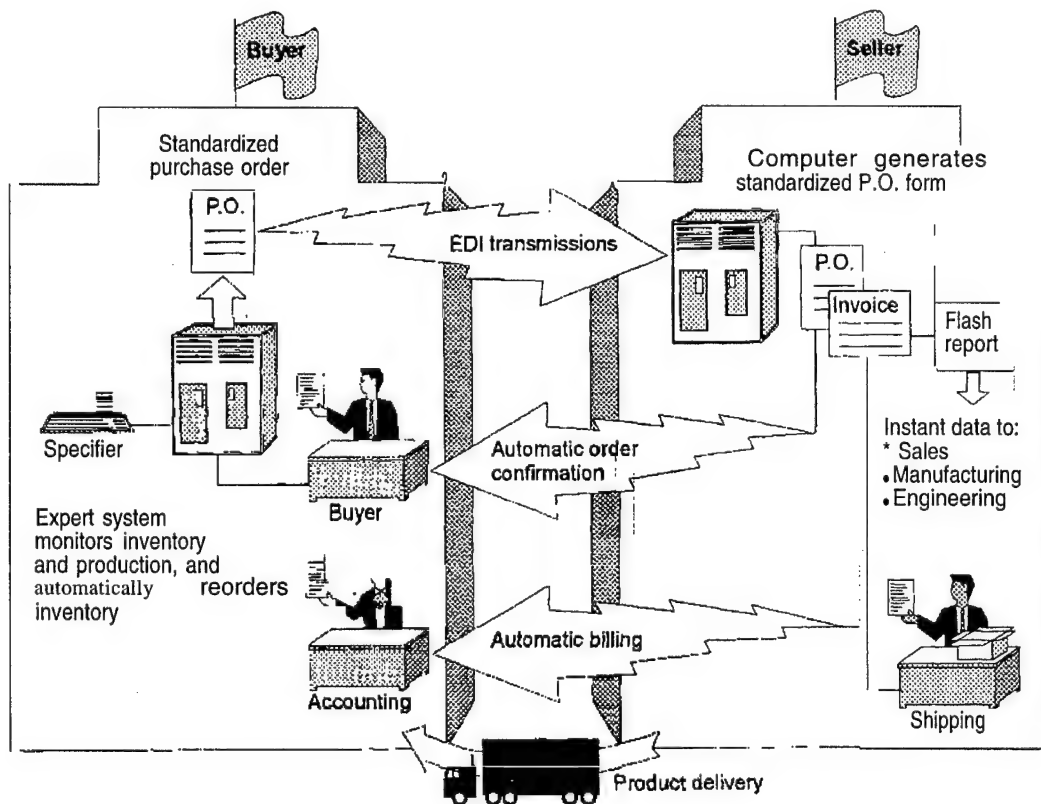 Buyer
Seller
Standardized
purchase order
Computer generates
standardized P.O. form
P.O.
EDI transmissions
P.O.
Invoice
Flash
report
Specifier
Automatic order
confirmation
Buyer
Instant data to:
* Sales
• Manufacturing
• Engineering
Expert system
monitors inventory
and production, and
automatically reorders
inventory
Automatic billing
Accounting
Shipping
Product delivery